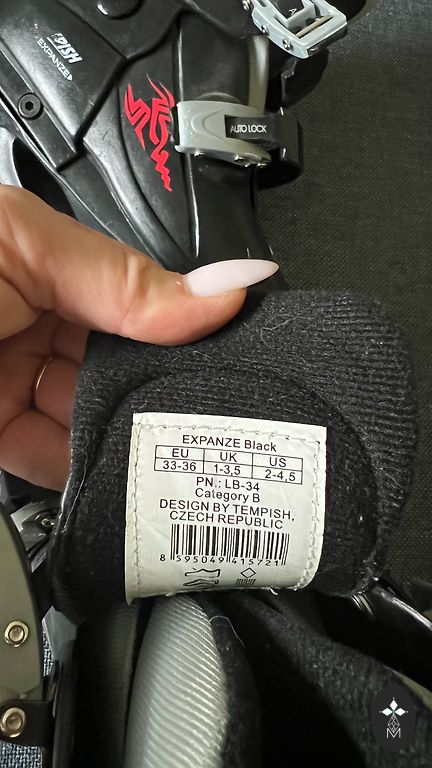 PISH
EXPANZE
A
AUTO LOCK
EXPANZE Black
EU UK US
33-36 1-3,5 2-4,5
PN.: LB-34
Category B
DESIGN BY TEMPISH,
CZECH REPUBLIC
8 595049 415721